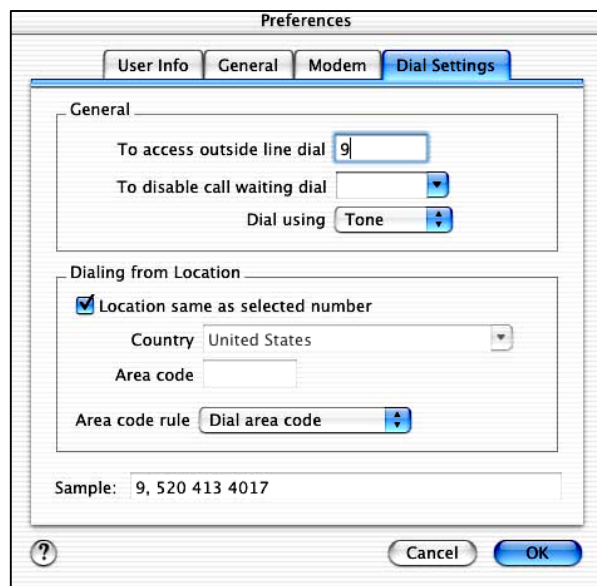 Preferences
User Info General Modem Dial Settings
General
To access outside line dial 9
To disable call waiting dial
Dial using Tone
Dialing from Location
Location same as selected number
Country United States
Area code
Area code rule Dial area code
Sample: 9, 520 413 4017
? Cancel OK